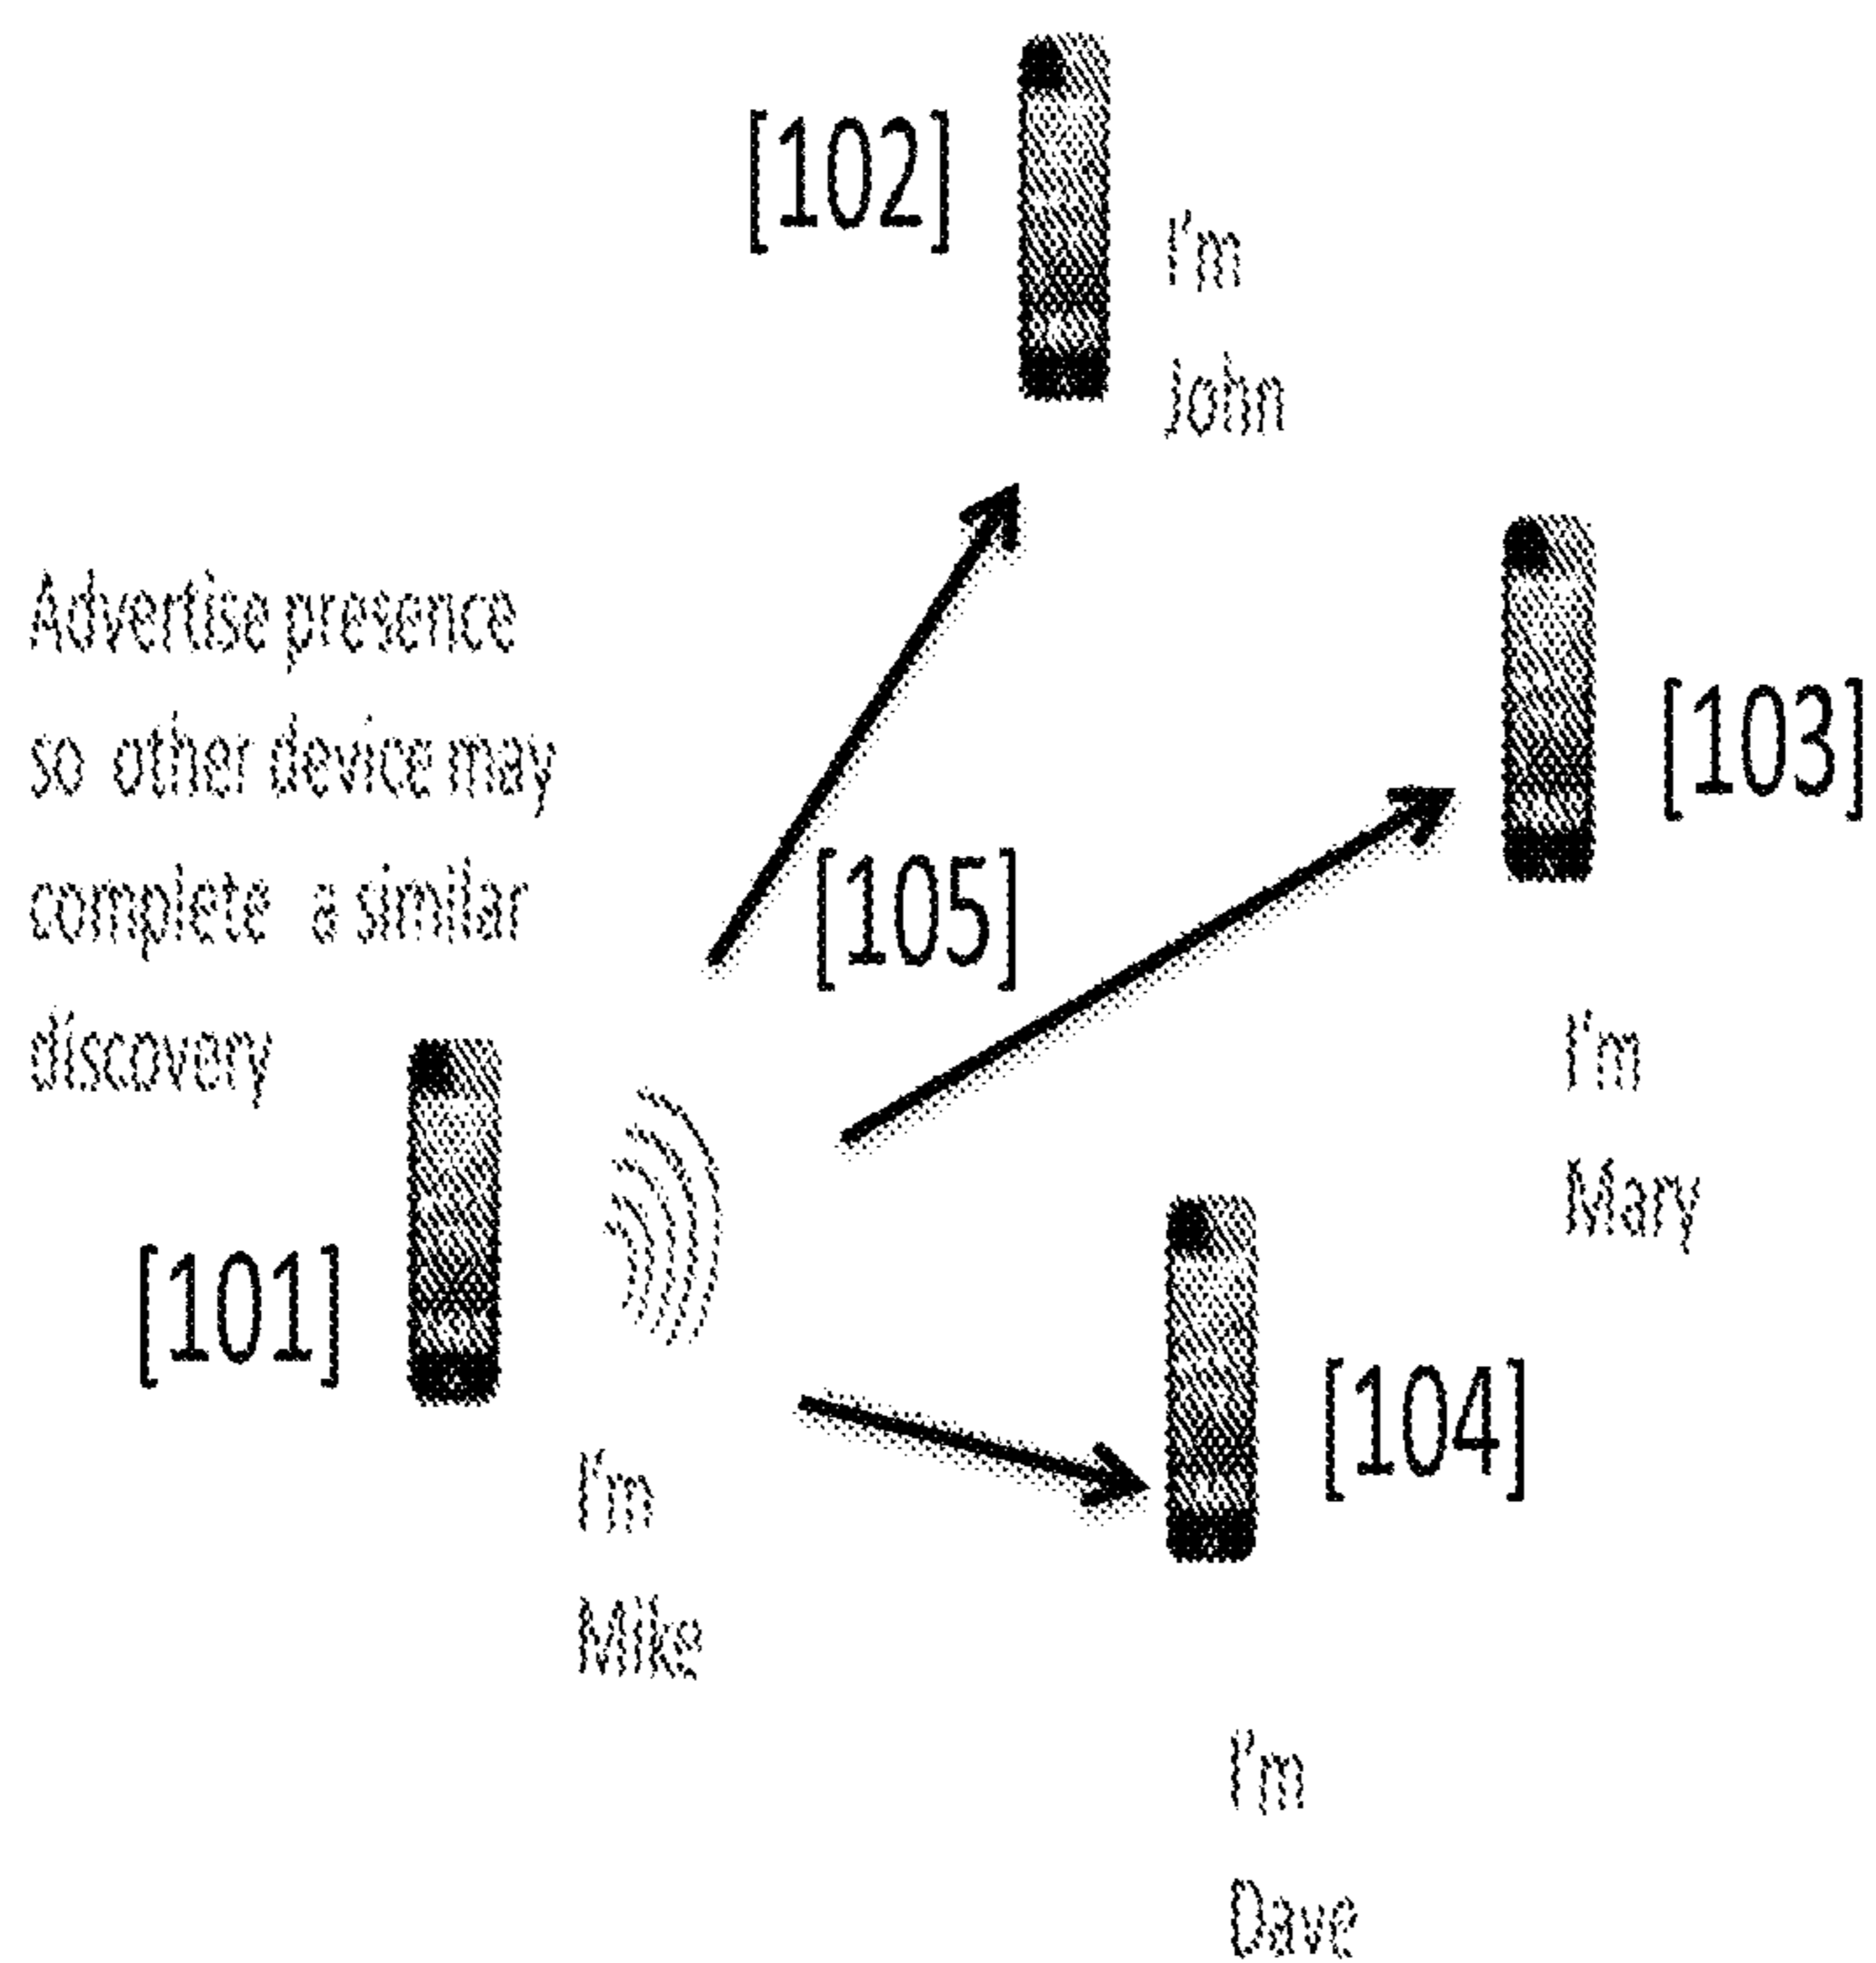 [102]
I'm
John
Advertise presence
so other device may
complete a similar
discovery
[103]
[105]
I'm
Mary
[101]
[104]
I'm
Mike
I'm
Dave